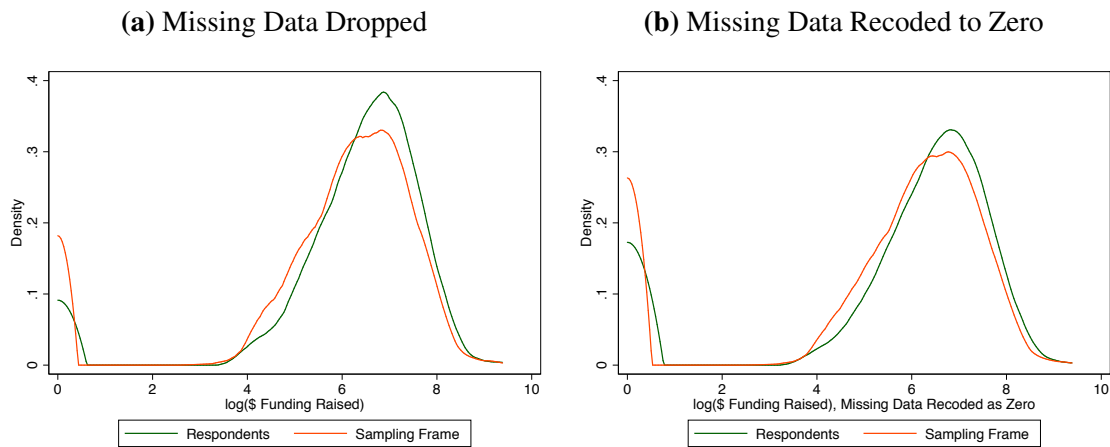 (a) Missing Data Dropped
.4
.3
.2
.1
0
Density
0 2 4 6 8 10
log($ Funding Raised)
Respondents Sampling Frame
(b) Missing Data Recoded to Zero
.4
.3
.2
.1
0
Density
0 2 4 6 8 10
log($ Funding Raised), Missing Data Recoded as Zero
Respondents Sampling Frame